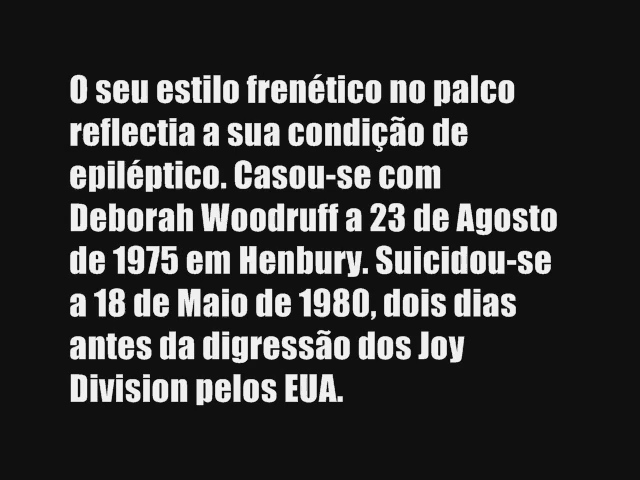 O seu estilo frenético no palco
reflectia a sua condição de
epiléptico. Casou-se com
Deborah Woodruff a 23 de Agosto
de 1975 em Henbury. Suicidou-se
a 18 de Maio de 1980, dois dias
antes da digressão dos Joy
Division pelos EUA.